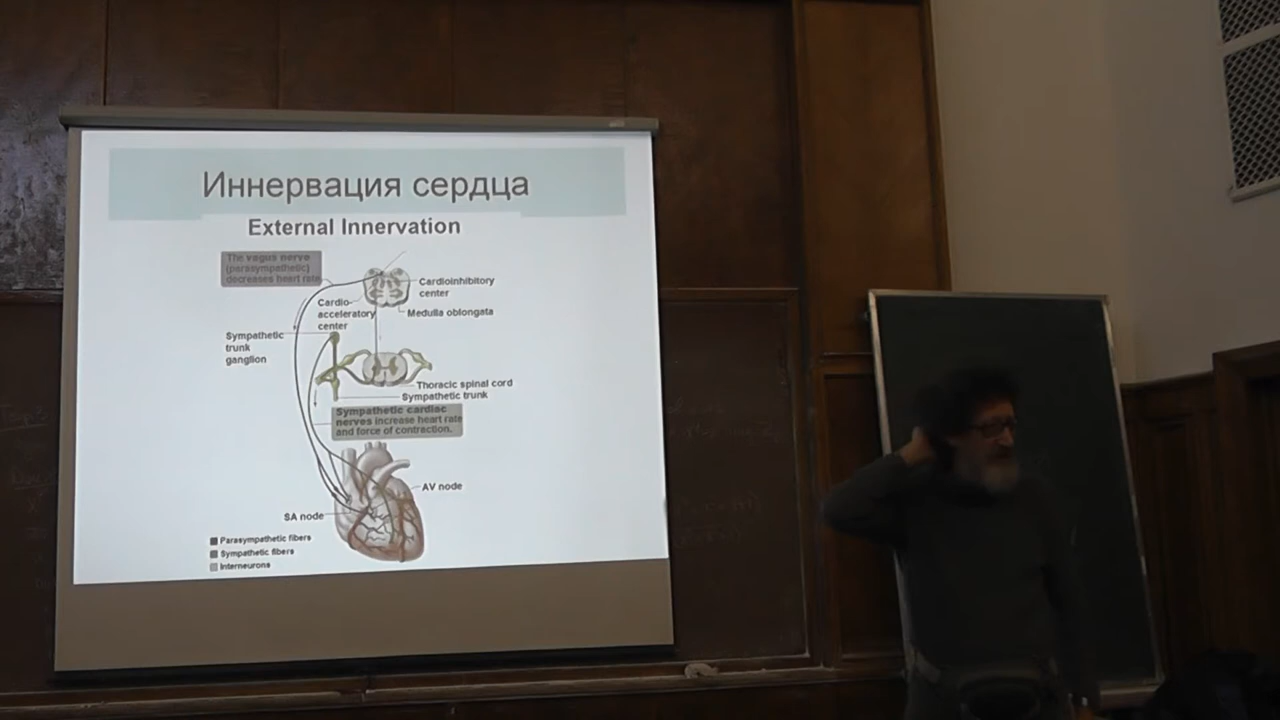 Иннервация сердца
External Innervation
The vagus nerve
(parasympathetic)
decreases heart rate
Cardioinhibitory
center
Cardio-
acceleratory
center
Medulla oblongata
Sympathetic
trunk
ganglion
Thoracic spinal cord
Sympathetic trunk
Sympathetic cardiac
nerves increase heart rate
and force of contraction.
AV node
SA node
Parasympathetic fibers
Sympathetic fibers
Interneurons